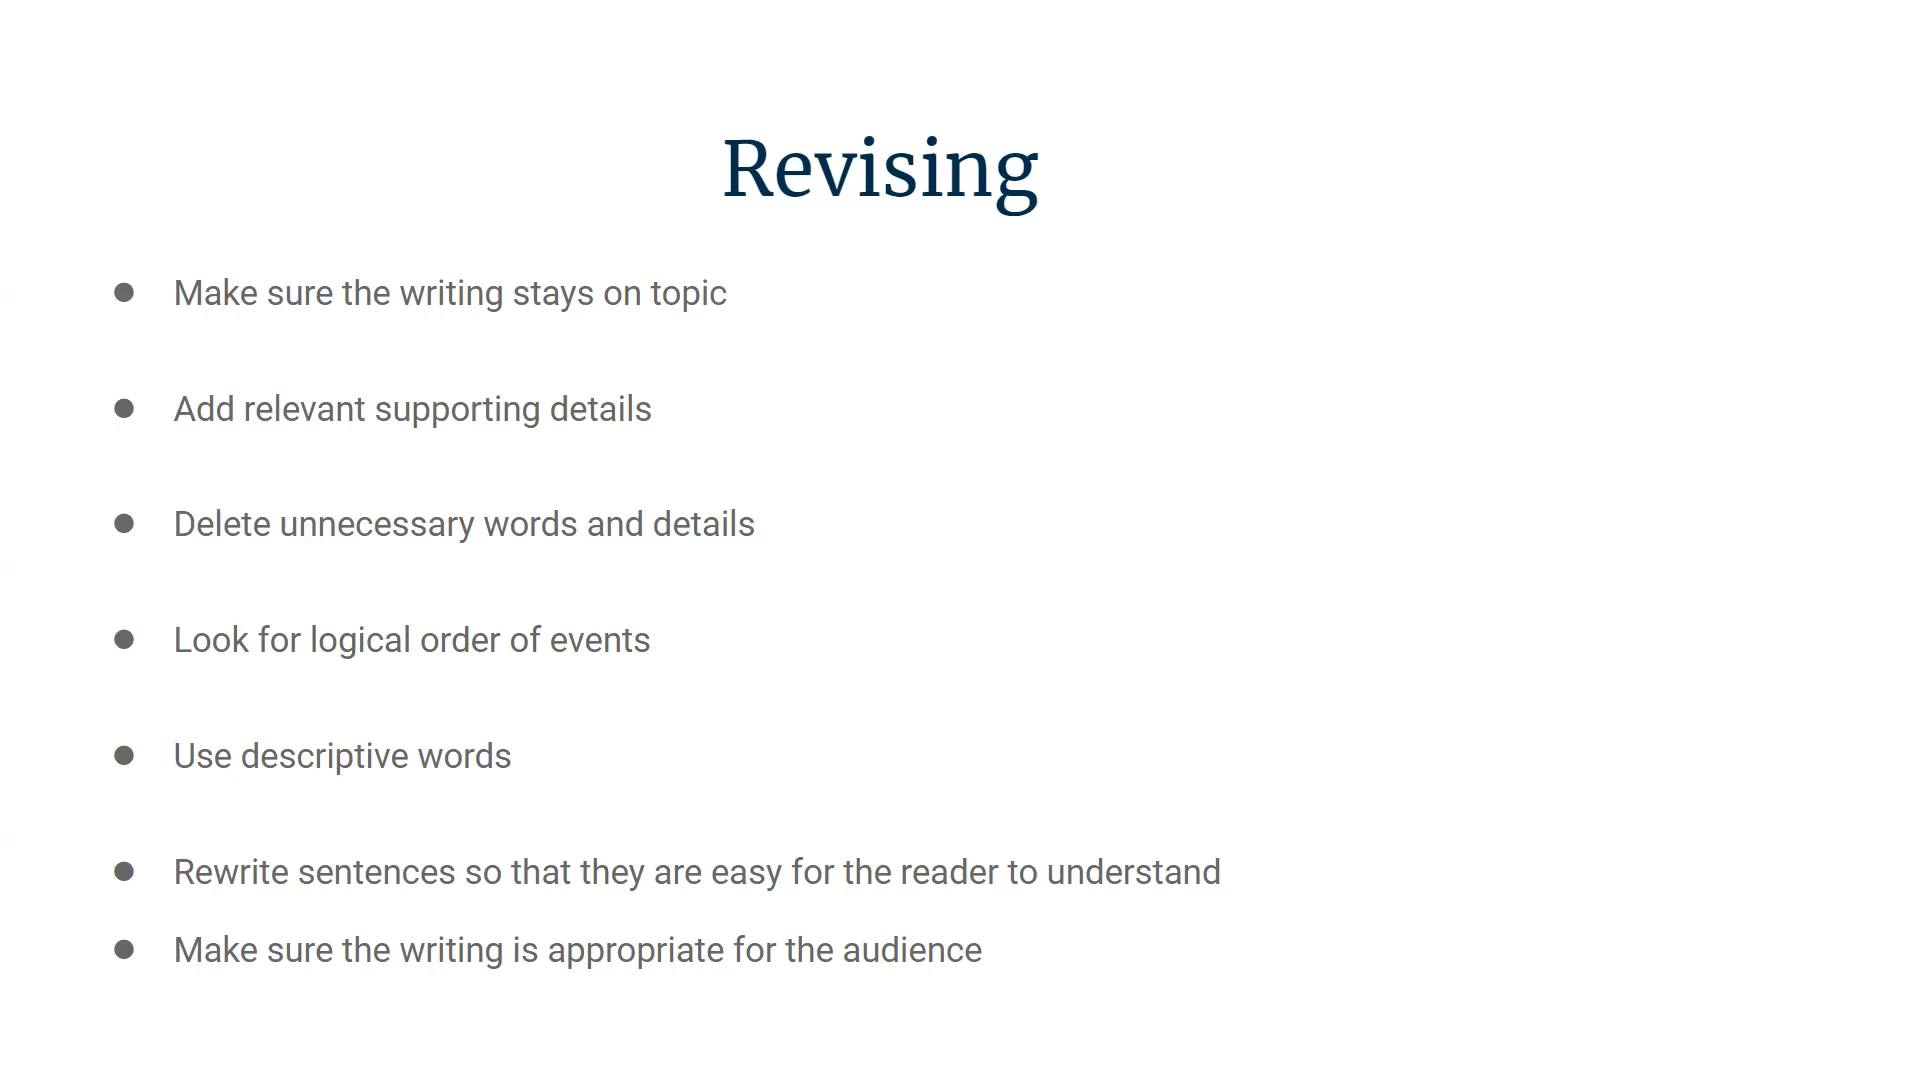 Revising
● Make sure the writing stays on topic
● Add relevant supporting details
● Delete unnecessary words and details
● Look for logical order of events
● Use descriptive words
● Rewrite sentences so that they are easy for the reader to understand
● Make sure the writing is appropriate for the audience